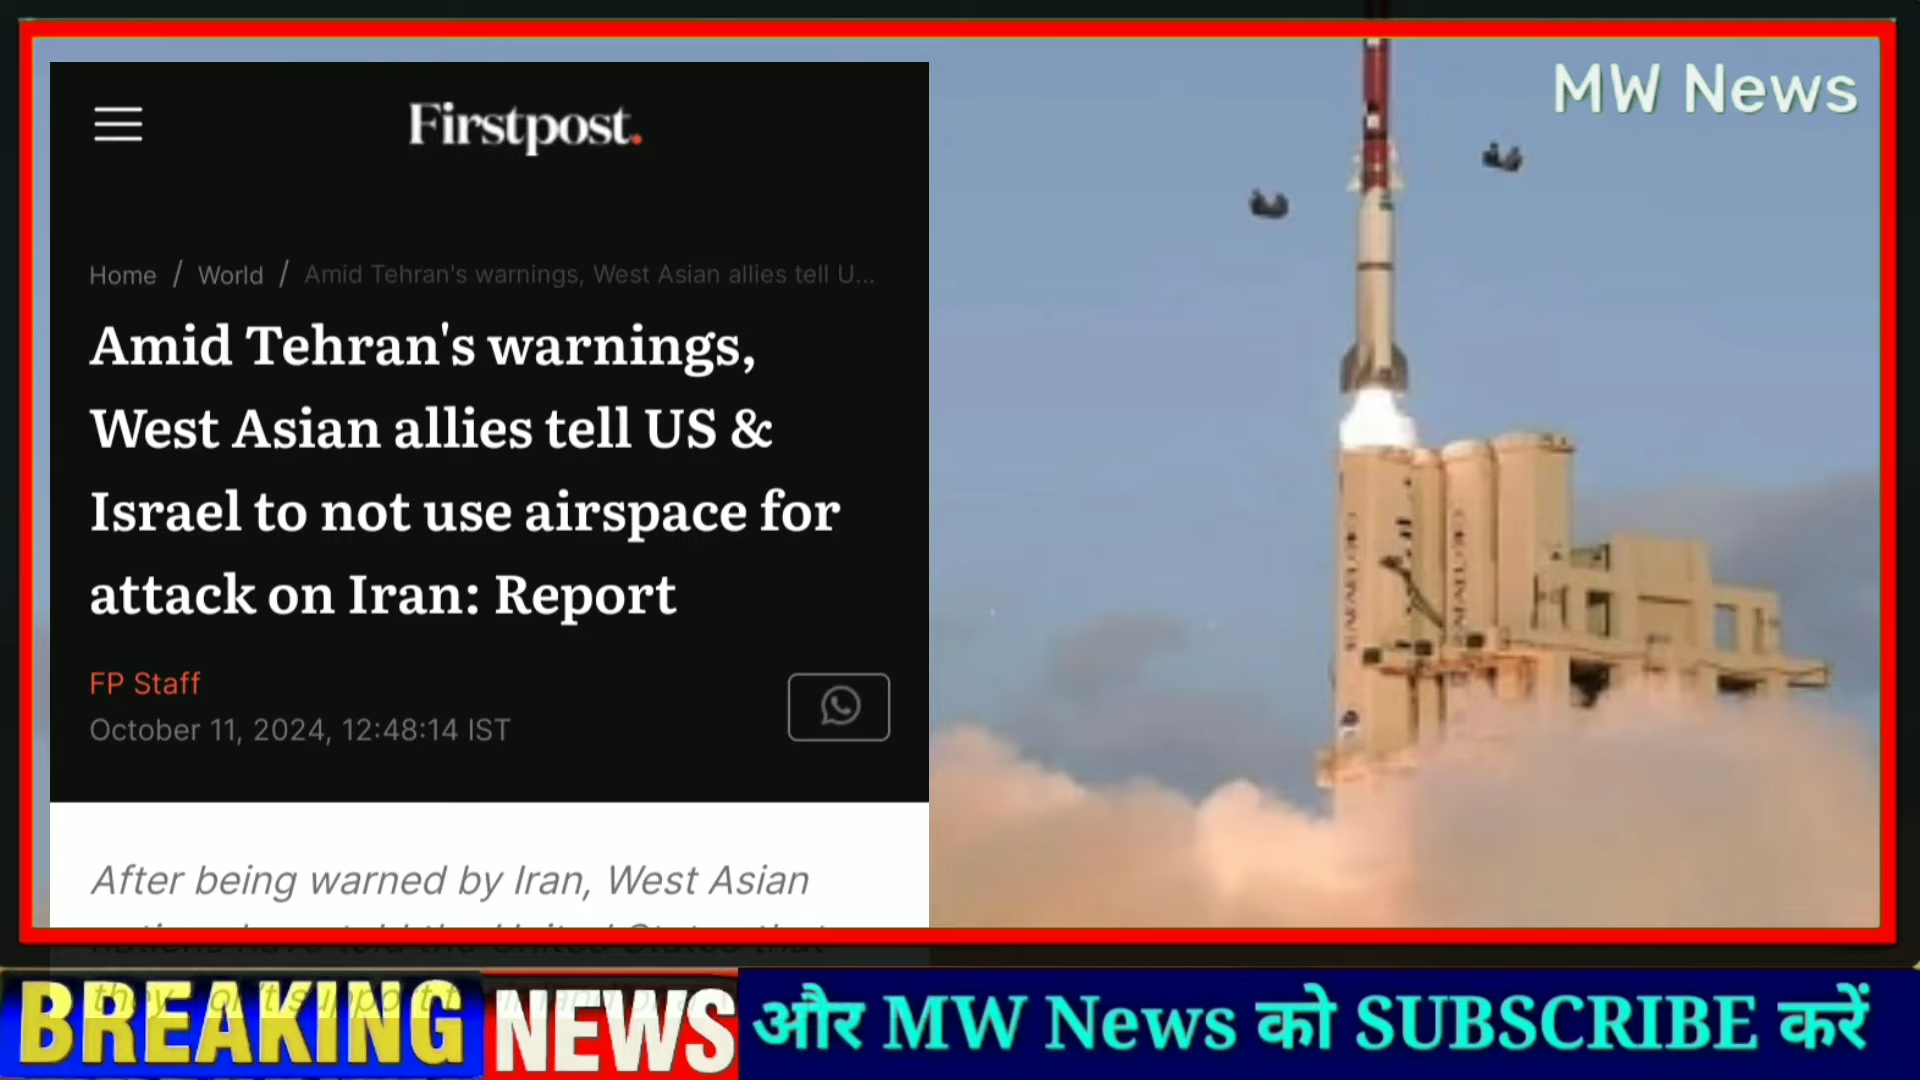 MW News
Firstpost.
Home / World / Amid Tehran's warnings, West Asian allies tell U...
Amid Tehran's warnings,
West Asian allies tell US &
Israel to not use airspace for
attack on Iran: Report
FP Staff
October 11, 2024, 12:48:14 IST
After being warned by Iran, West Asian
BREAKING NEWS और MW News को SUBSCRIBE करें